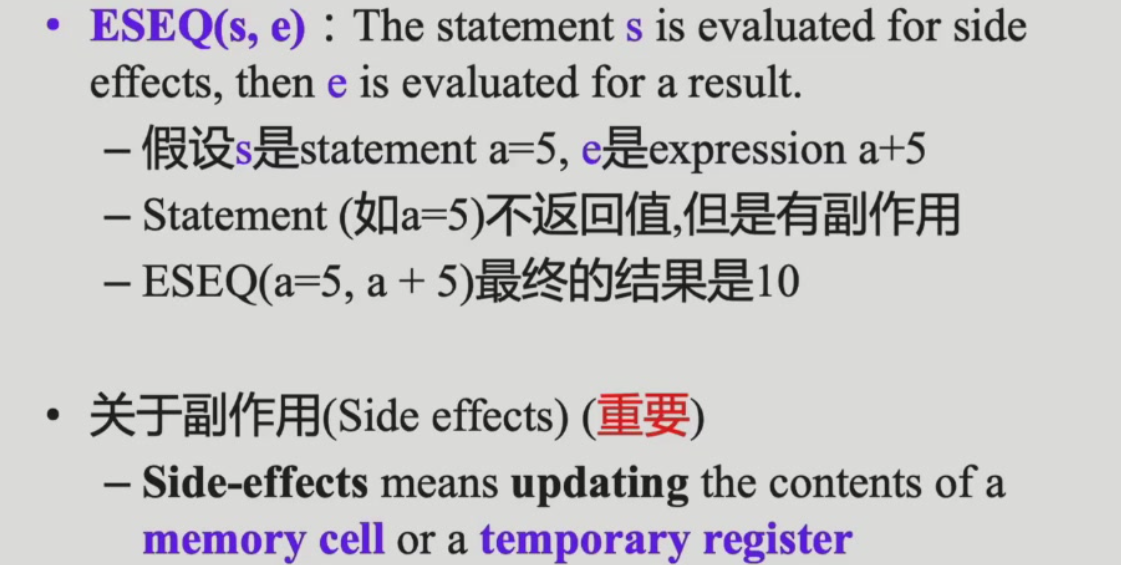 • ESEQ(s, e)：The statement s is evaluated for side
effects, then e is evaluated for a result.
– 假设s是statement a=5, e是expression a+5
– Statement (如a=5)不返回值,但是有副作用
– ESEQ(a=5, a + 5)最终的结果是10
• 关于副作用(Side effects) (重要)
– Side-effects means updating the contents of a
memory cell or a temporary register